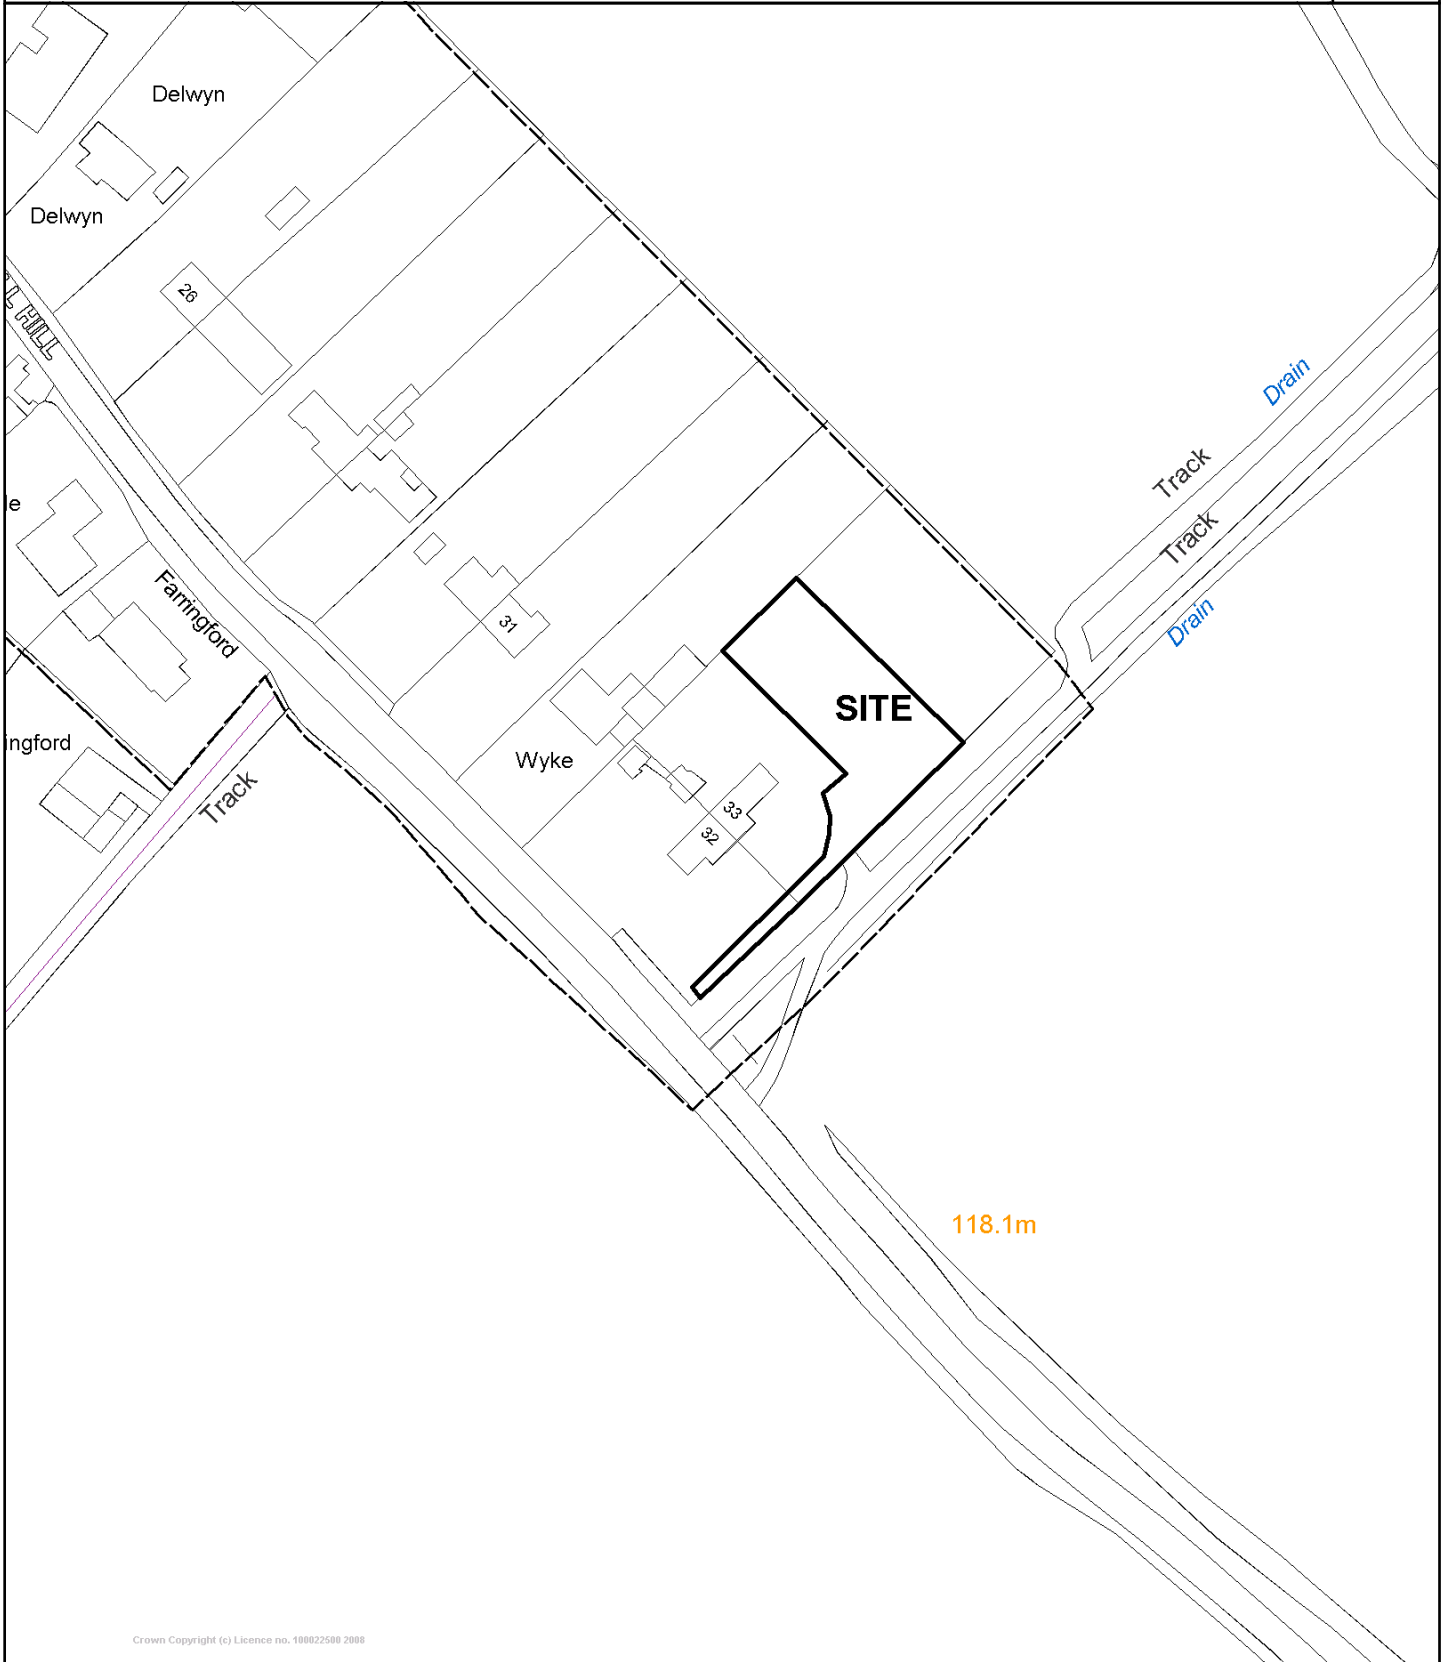 Delwyn
Delwyn
26
HILL
Drain
Track
le
Track
Farringford
31
Drain
SITE
ingford
Wyke
Track
33
32
118.1m
Crown Copyright (c) Licence no. 100022500 2008